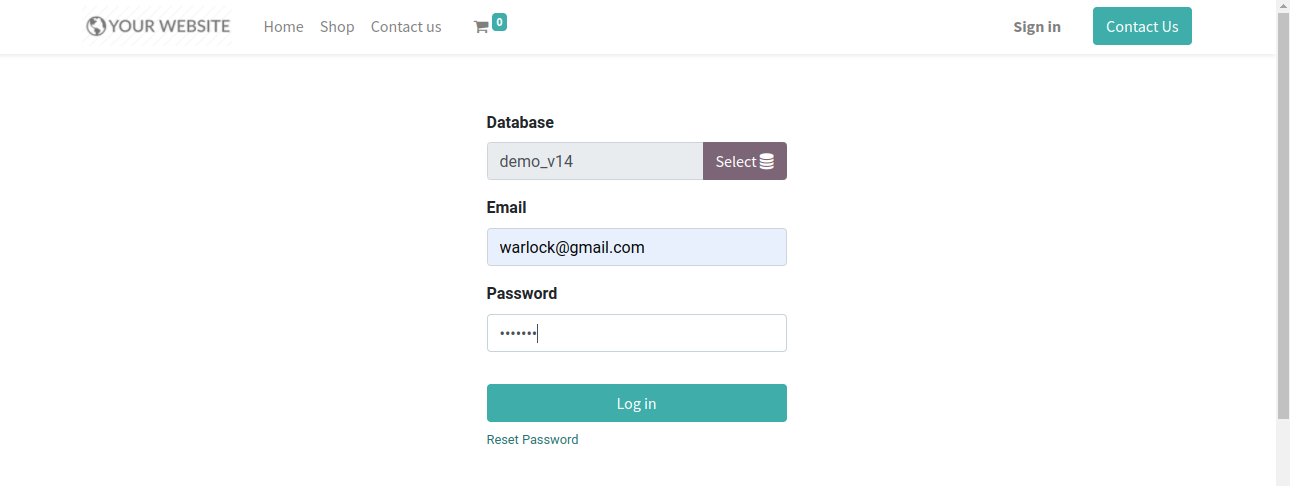 YOUR WEBSITE Home Shop Contact us 0 Sign in Contact Us
Database
demo_v14 Select
Email
warlock@gmail.com
Password
•••••••
Log in
Reset Password